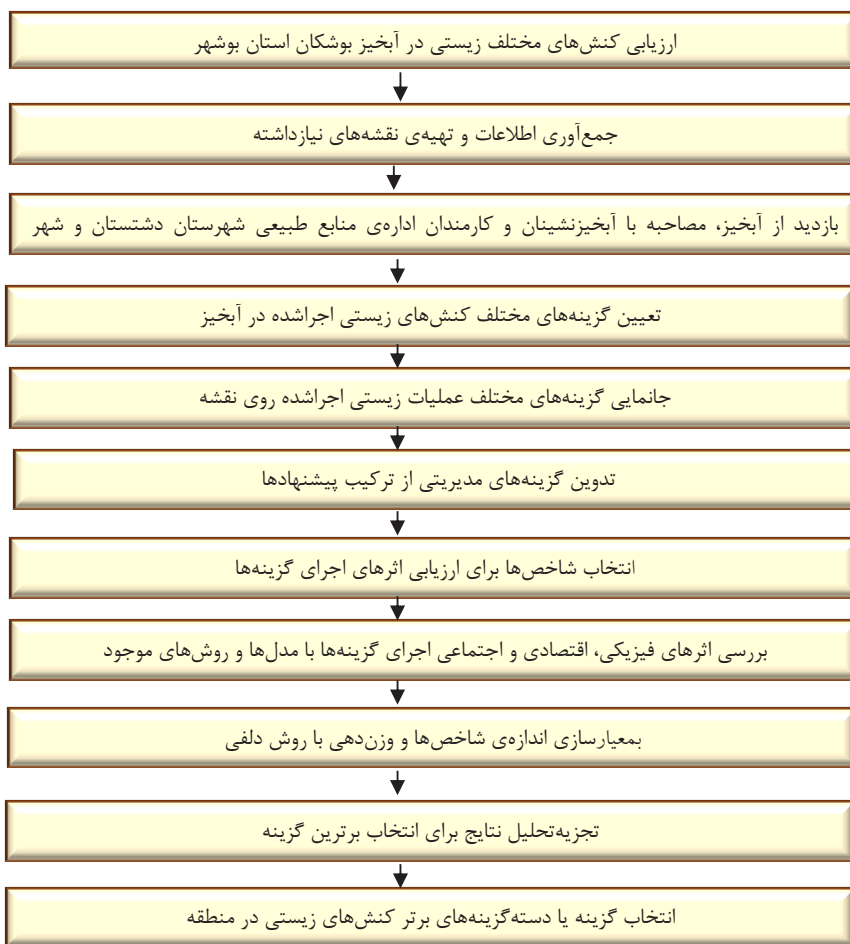 ارزیابی کنش‌های مختلف زیستی در آبخیز بوشکان استان بوشهر
جمع‌آوری اطلاعات و تهیه‌ی نقشه‌های نیازداشته
بازدید از آبخیز، مصاحبه با آبخیزنشینان و کارمندان اداره‌ی منابع طبیعی شهرستان دشتستان و شهر
تعیین گزینه‌های مختلف کنش‌های زیستی اجراشده در آبخیز
جانمایی گزینه‌های مختلف عملیات زیستی اجراشده روی نقشه
تدوین گزینه‌های مدیریتی از ترکیب پیشنهادها
انتخاب شاخص‌ها برای ارزیابی اثرهای اجرای گزینه‌ها
بررسی اثرهای فیزیکی، اقتصادی و اجتماعی اجرای گزینه‌ها با مدل‌ها و روش‌های موجود
بمعیارسازی اندازه‌ی شاخص‌ها و وزن‌دهی با روش دلفی
تجزیه‌تحلیل نتایج برای انتخاب برترین گزینه
انتخاب گزینه یا دسته‌گزینه‌های برتر کنش‌های زیستی در منطقه